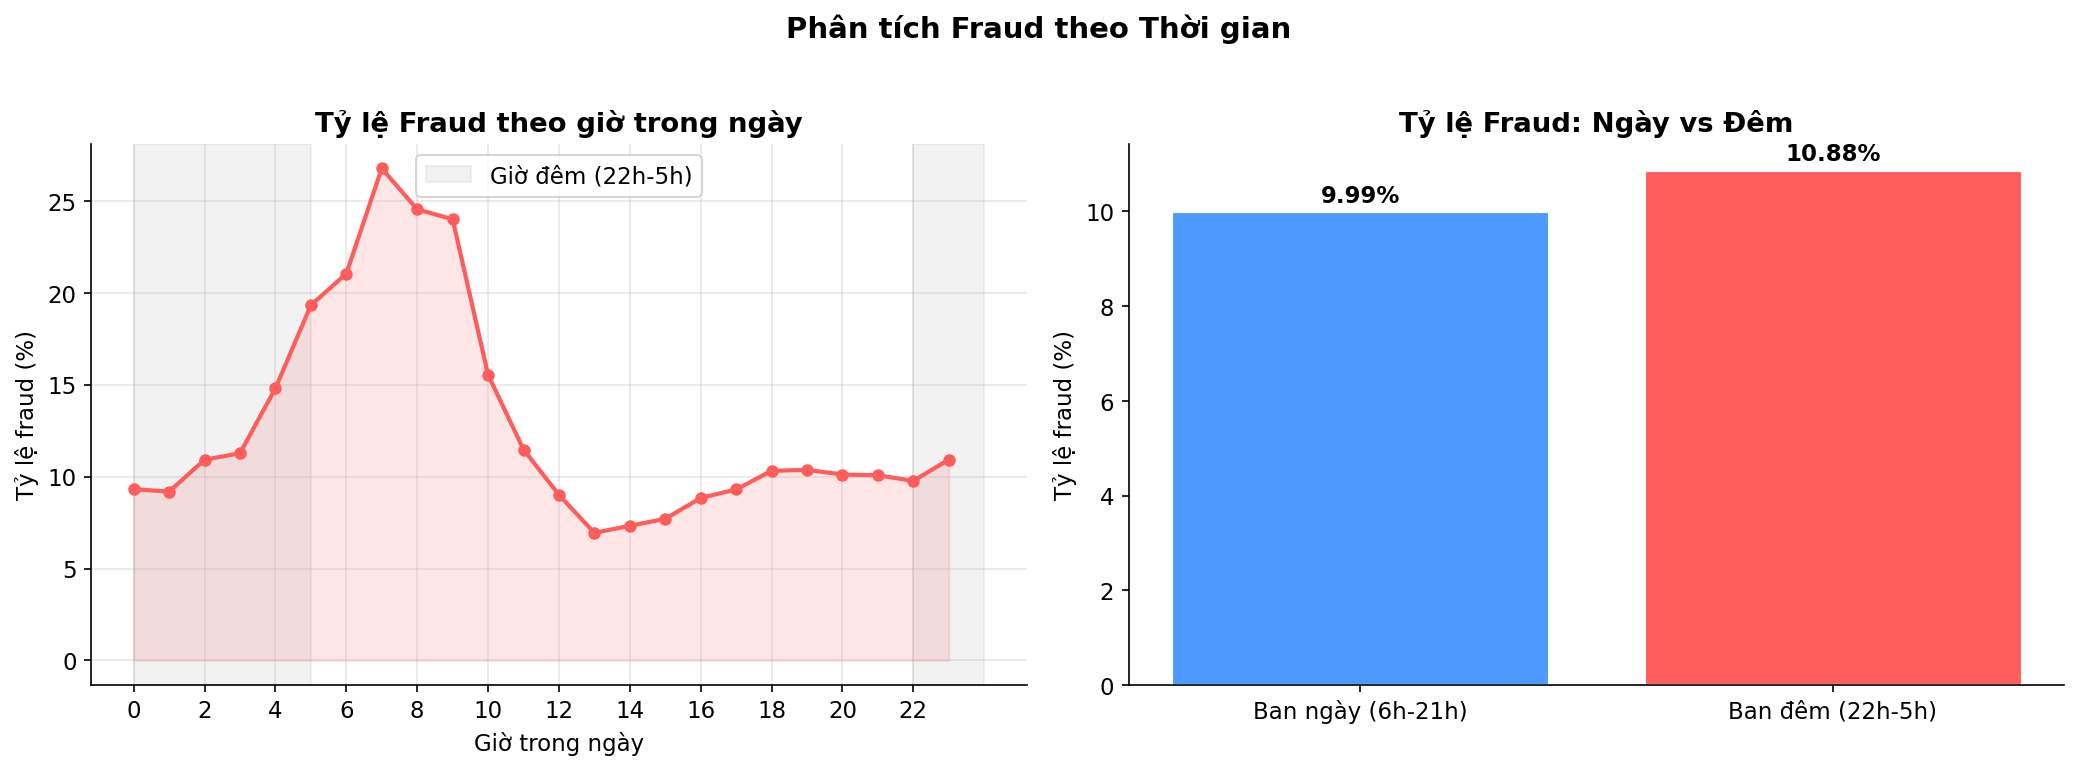 Phân tích Fraud theo Thời gian
Tỷ lệ Fraud theo giờ trong ngày
Giờ đêm (22h-5h)
Tỷ lệ fraud (%)
25
20
15
10
5
0
0 2 4 6 8 10 12 14 16 18 20 22
Giờ trong ngày
Tỷ lệ Fraud: Ngày vs Đêm
9.99%
10.88%
Tỷ lệ fraud (%)
10
8
6
4
2
0
Ban ngày (6h-21h)
Ban đêm (22h-5h)